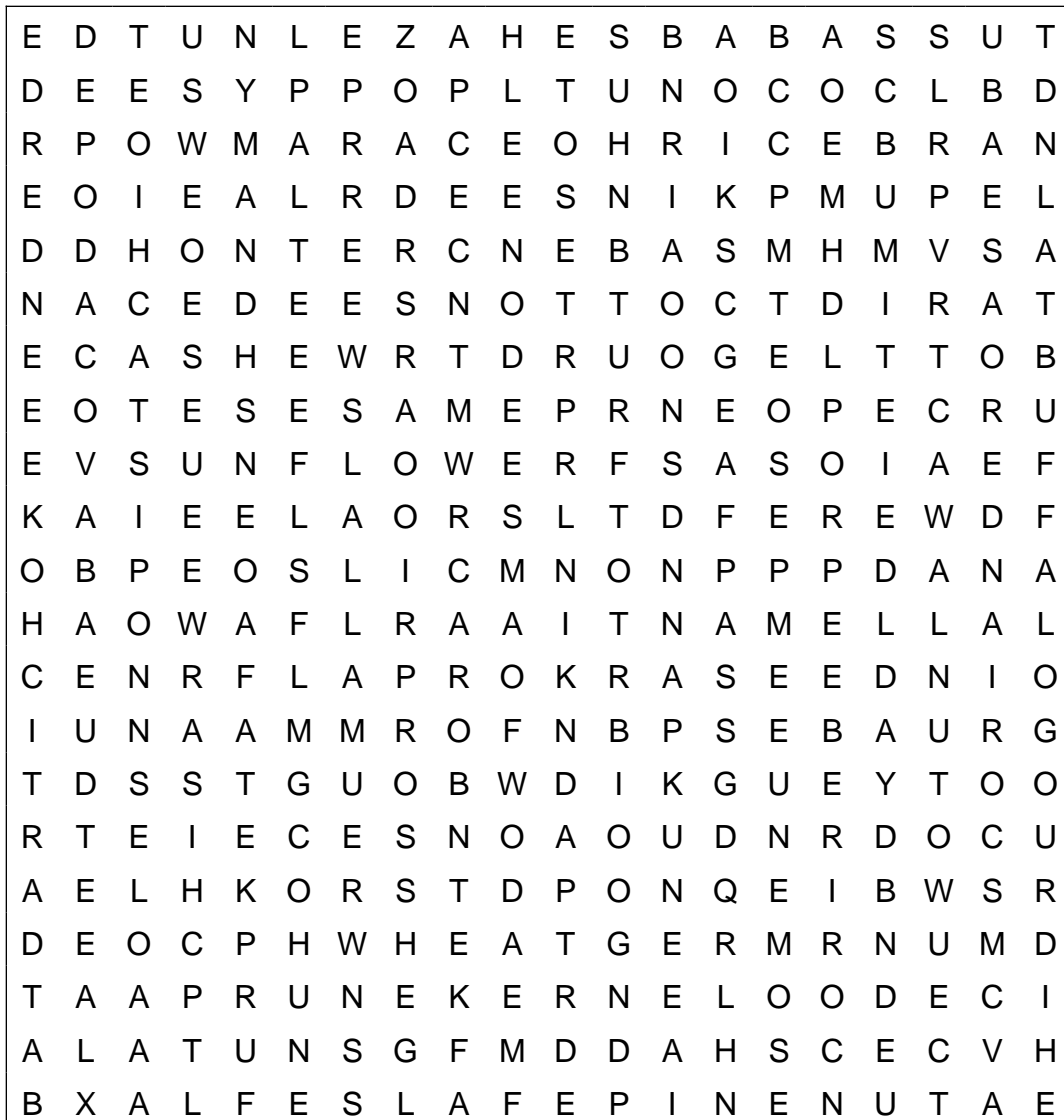 E D T U N L E Z A H E S B A B A S S U T
D E E S Y P P O P L T U N O C O C L B D
R P O W M A R A C E O H R I C E B R A N
E O I E A L R D E E S N I K P M U P E L
D D H O N T E R C N E B A S M H M V S A
N A C E D E E S N O T T O C T D I R A T
E C A S H E W R T D R U O G E L T T O B
E O T E S E S A M E P R N E O P E C R U
E V S U N F L O W E R F S A S O I A E F
K A I E E L A O R S L T D F E R E W D F
O B P E O S L I C M N O N P P P D A N A
H A O W A F L R A A I T N A M E L L A L
C E N R F L A P R O K R A S E E D N I O
I U N A A M M R O F N B P S E B A U R G
T D S S T G U O B W D I K G U E Y T O O
R T E I E C E S N O A O U D N R D O C U
A E L H K O R S T D P O N Q E I B W S R
D E O C P H W H E A T G E R M R N U M D
T A A P R U N E K E R N E L O O D E C I
A L A T U N S G F M D D A H S C E C V H
B X A L F E S L A F E P I N E N U T A E